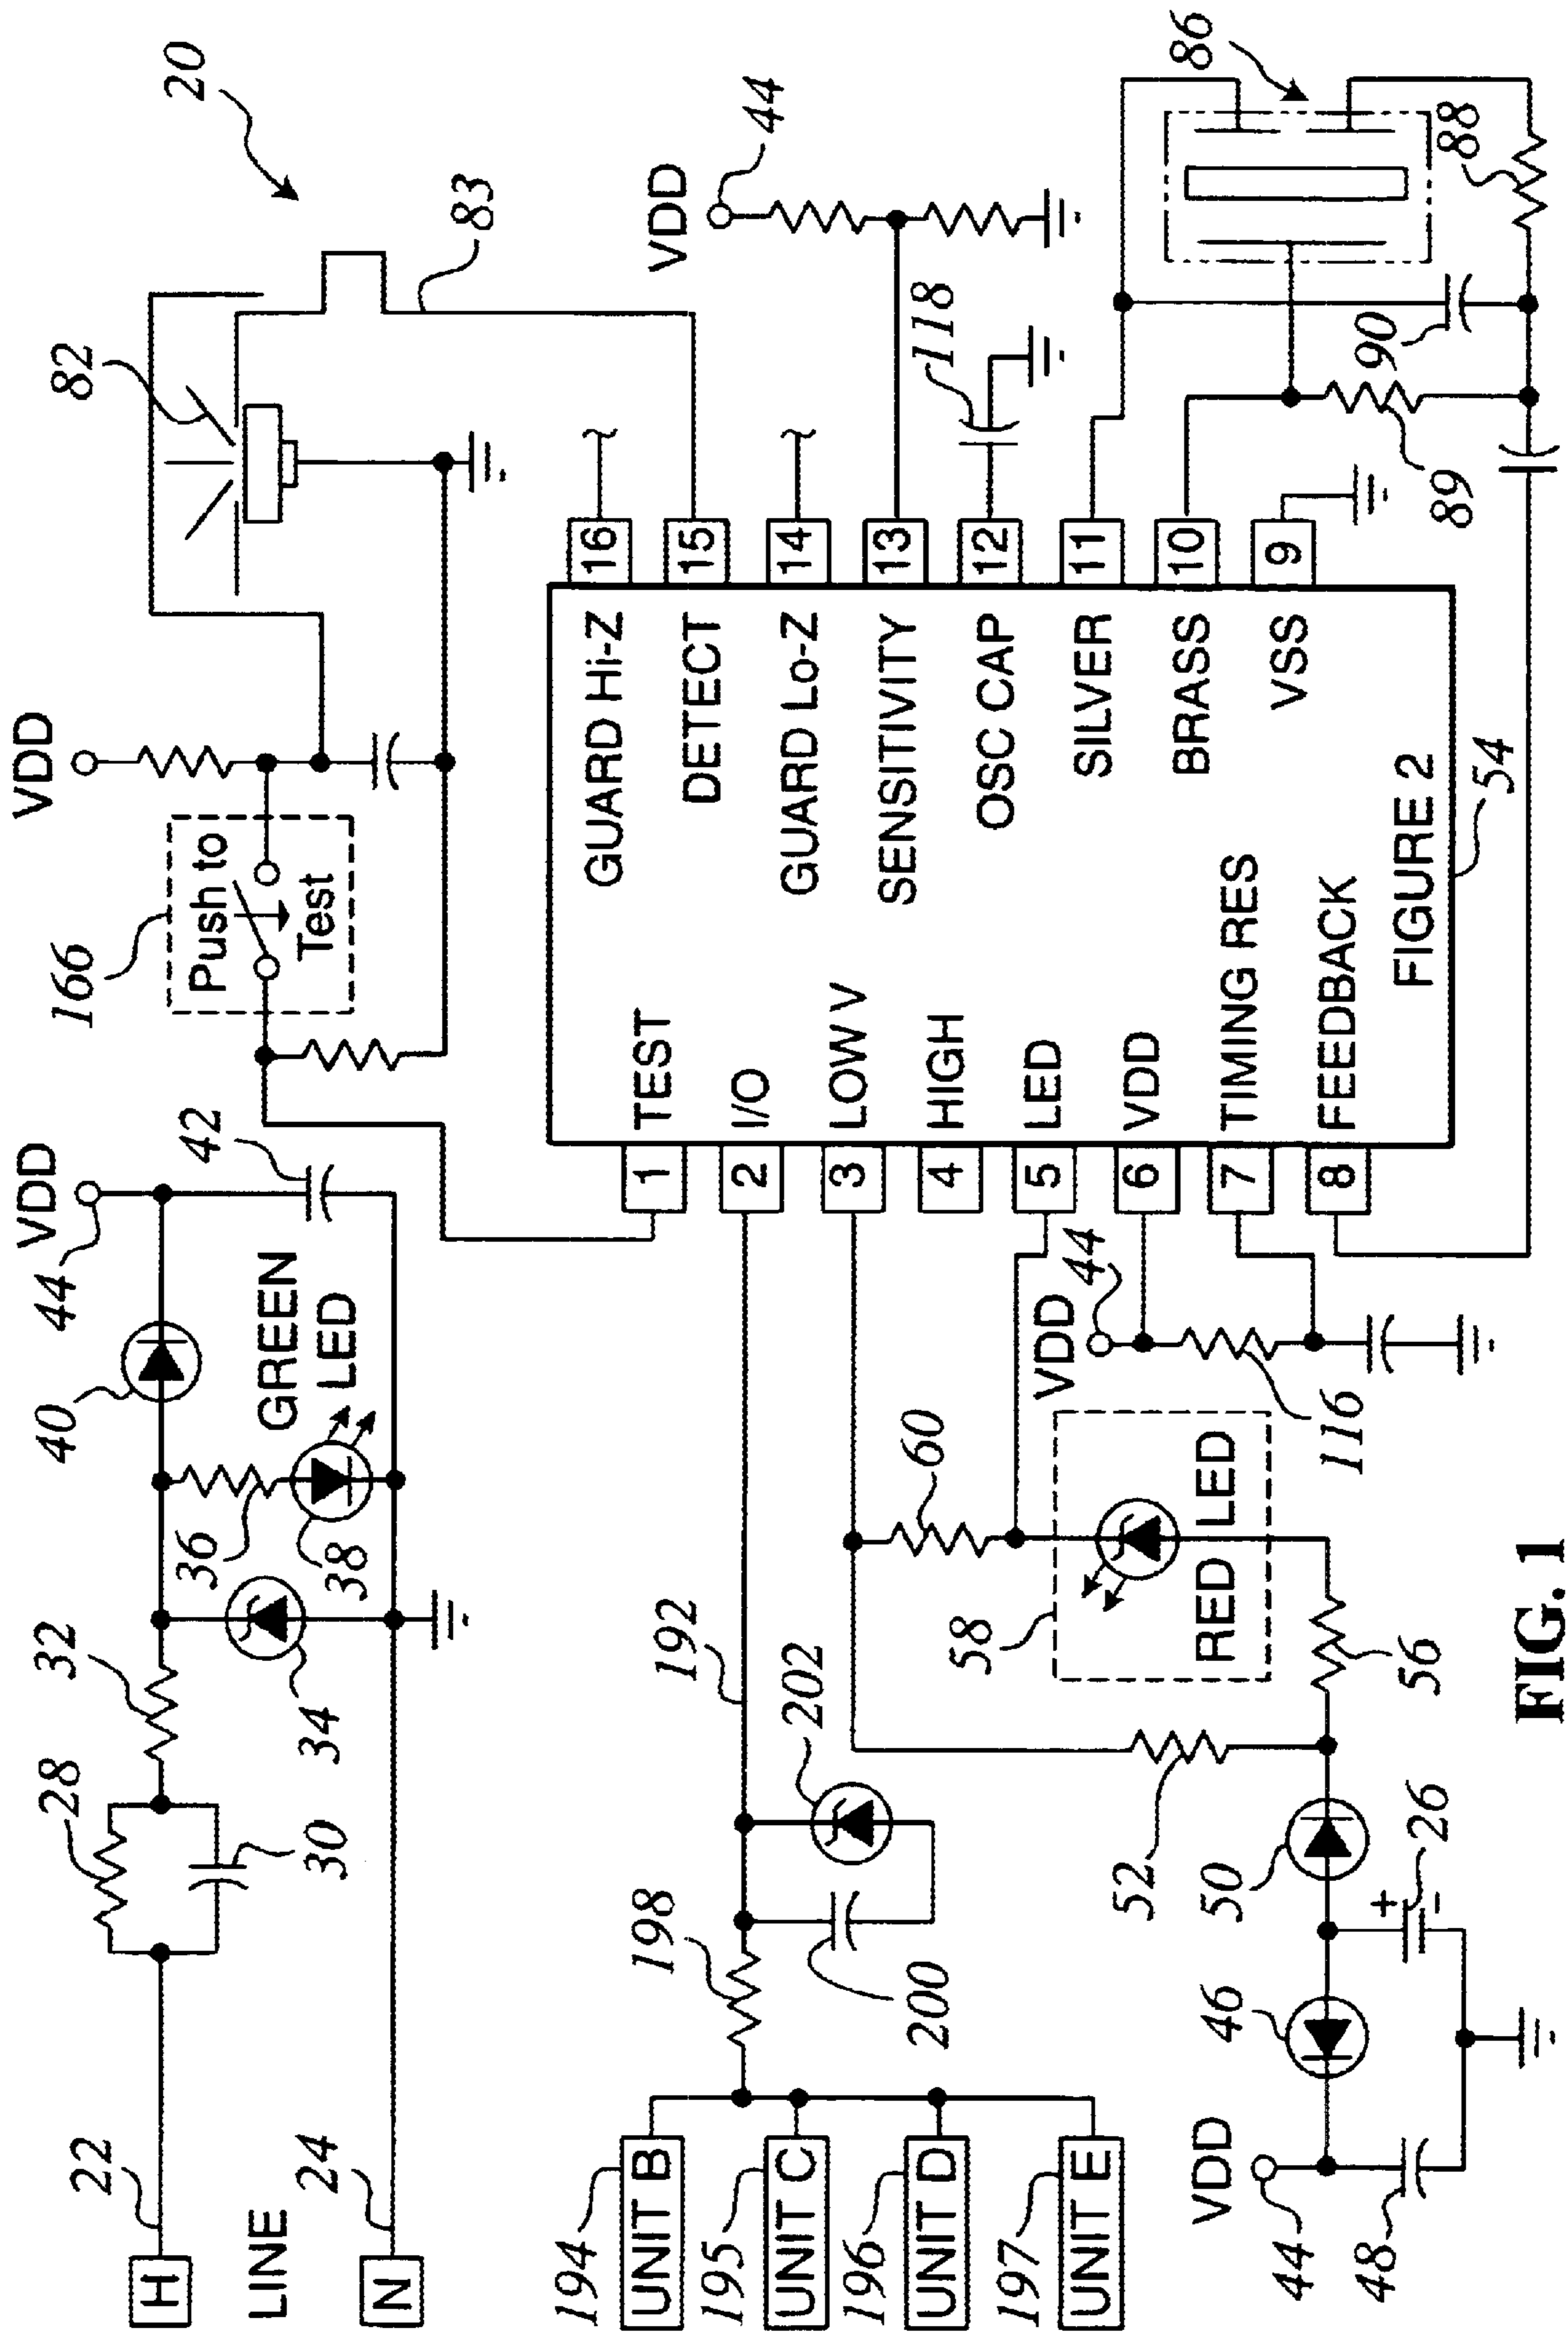 20
22
H
LINE
24
N
28
30
32
34
36
38
GREEN
LED
40
44
VDD
42
166
Push to
Test
VDD
82
83
VDD
44
118
86
88
90
89
194
UNIT B
195
UNIT C
196
UNIT D
197
UNIT E
198
200
202
192
1
TEST
2
I/O
3
LOW V
4
HIGH
5
LED
6
VDD
7
TIMING RES
8
FEEDBACK
GUARD Hi-Z
16
DETECT
15
GUARD Lo-Z
14
SENSITIVITY
13
OSC CAP
12
SILVER
11
BRASS
10
VSS
9
FIGURE 2
54
60
58
RED LED
VDD
44
116
52
56
50
46
26
+
-
VDD
44
48
FIG. 1